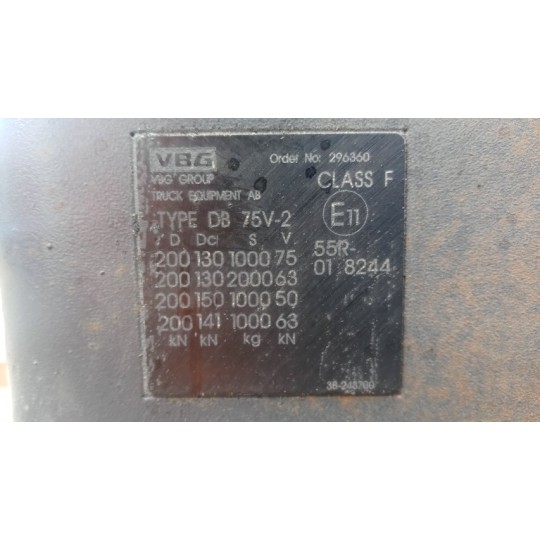 VBG
Order No: 296360
VBG GROUP
TRUCK EQUIPMENT AB
CLASS F
TYPE DB 75V-2
E11
D Dc S V
200 130 1000 75
200 130 2000 63
200 150 1000 50
200 141 1000 63
kN kN kg kN
55R-
01 8244